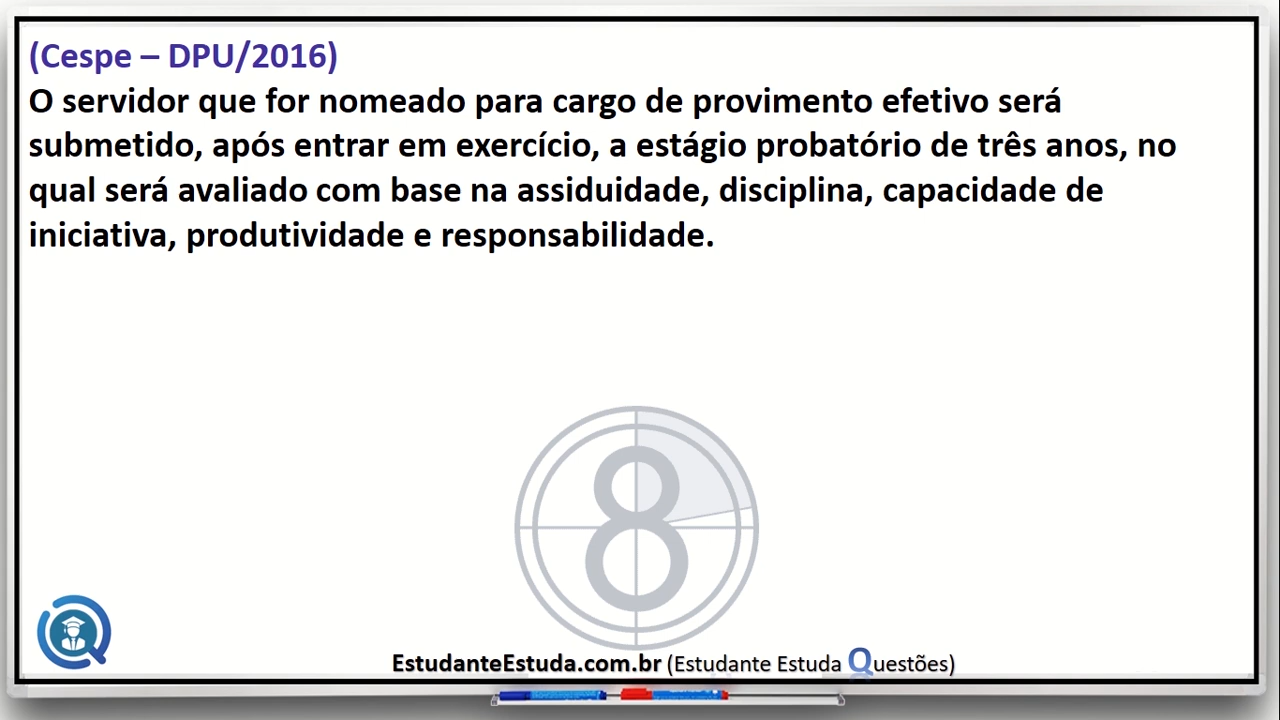 (Cespe – DPU/2016)
O servidor que for nomeado para cargo de provimento efetivo será
submetido, após entrar em exercício, a estágio probatório de três anos, no
qual será avaliado com base na assiduidade, disciplina, capacidade de
iniciativa, produtividade e responsabilidade.
8
EstudanteEstuda.com.br (Estudante Estuda Questões)